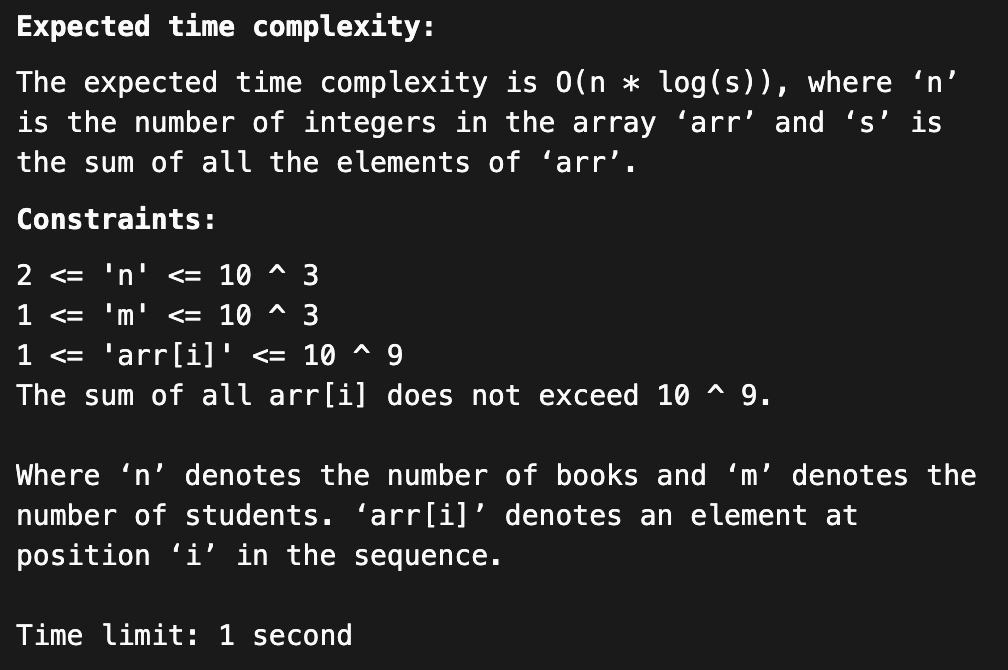 Expected time complexity:
The expected time complexity is O(n * log(s)), where ‘n’
is the number of integers in the array ‘arr’ and ‘s’ is
the sum of all the elements of ‘arr’.
Constraints:
2 <= 'n' <= 10 ^ 3
1 <= 'm' <= 10 ^ 3
1 <= 'arr[i]' <= 10 ^ 9
The sum of all arr[i] does not exceed 10 ^ 9.
Where ‘n’ denotes the number of books and ‘m’ denotes the
number of students. ‘arr[i]’ denotes an element at
position ‘i’ in the sequence.
Time limit: 1 second